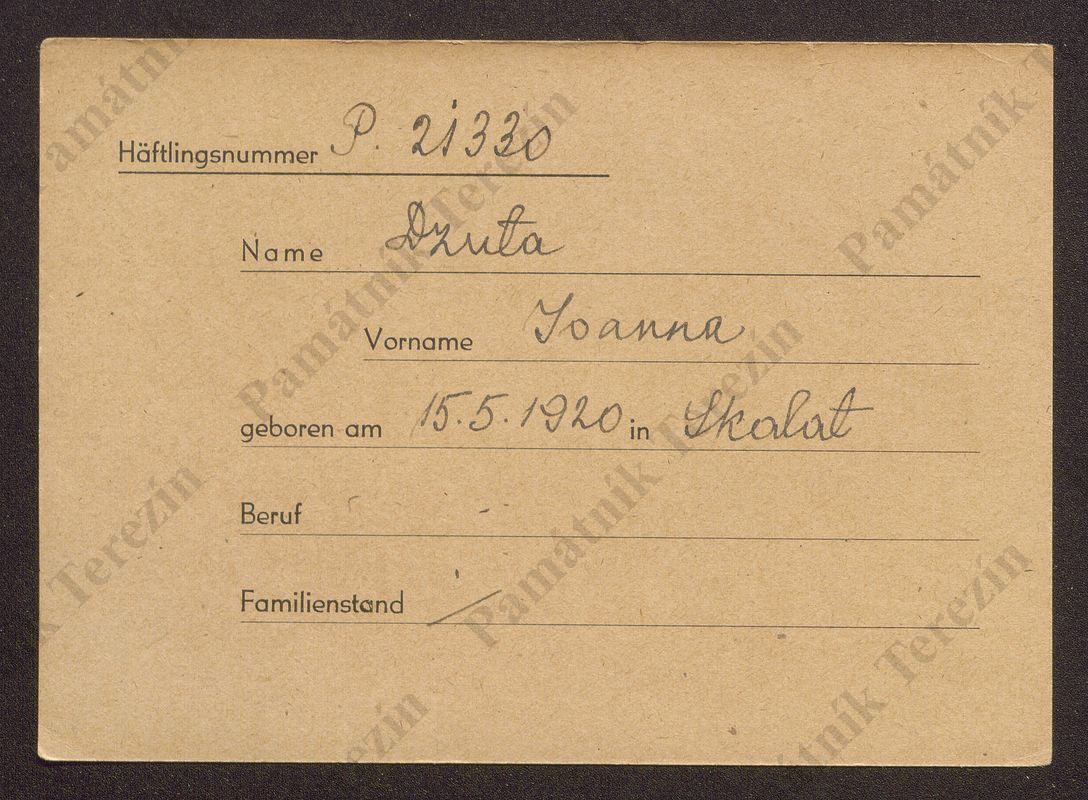 Häftlingsnummer P. 21330
Name Dzuta
Vorname Joanna
geboren am 15.5.1920 in Skalat
Beruf -
Familienstand /
Památník Terezín